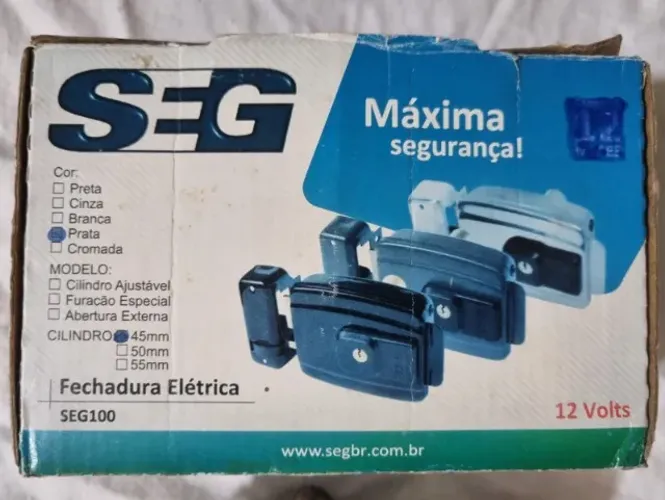 SEG
Máxima
segurança!
Cor:
Preta
Cinza
Branca
Prata
Cromada
MODELO:
Cilindro Ajustável
Furacão Especial
Abertura Externa
CILINDRO: 45mm
50mm
55mm
Fechadura Elétrica
SEG100
12 Volts
www.segbr.com.br